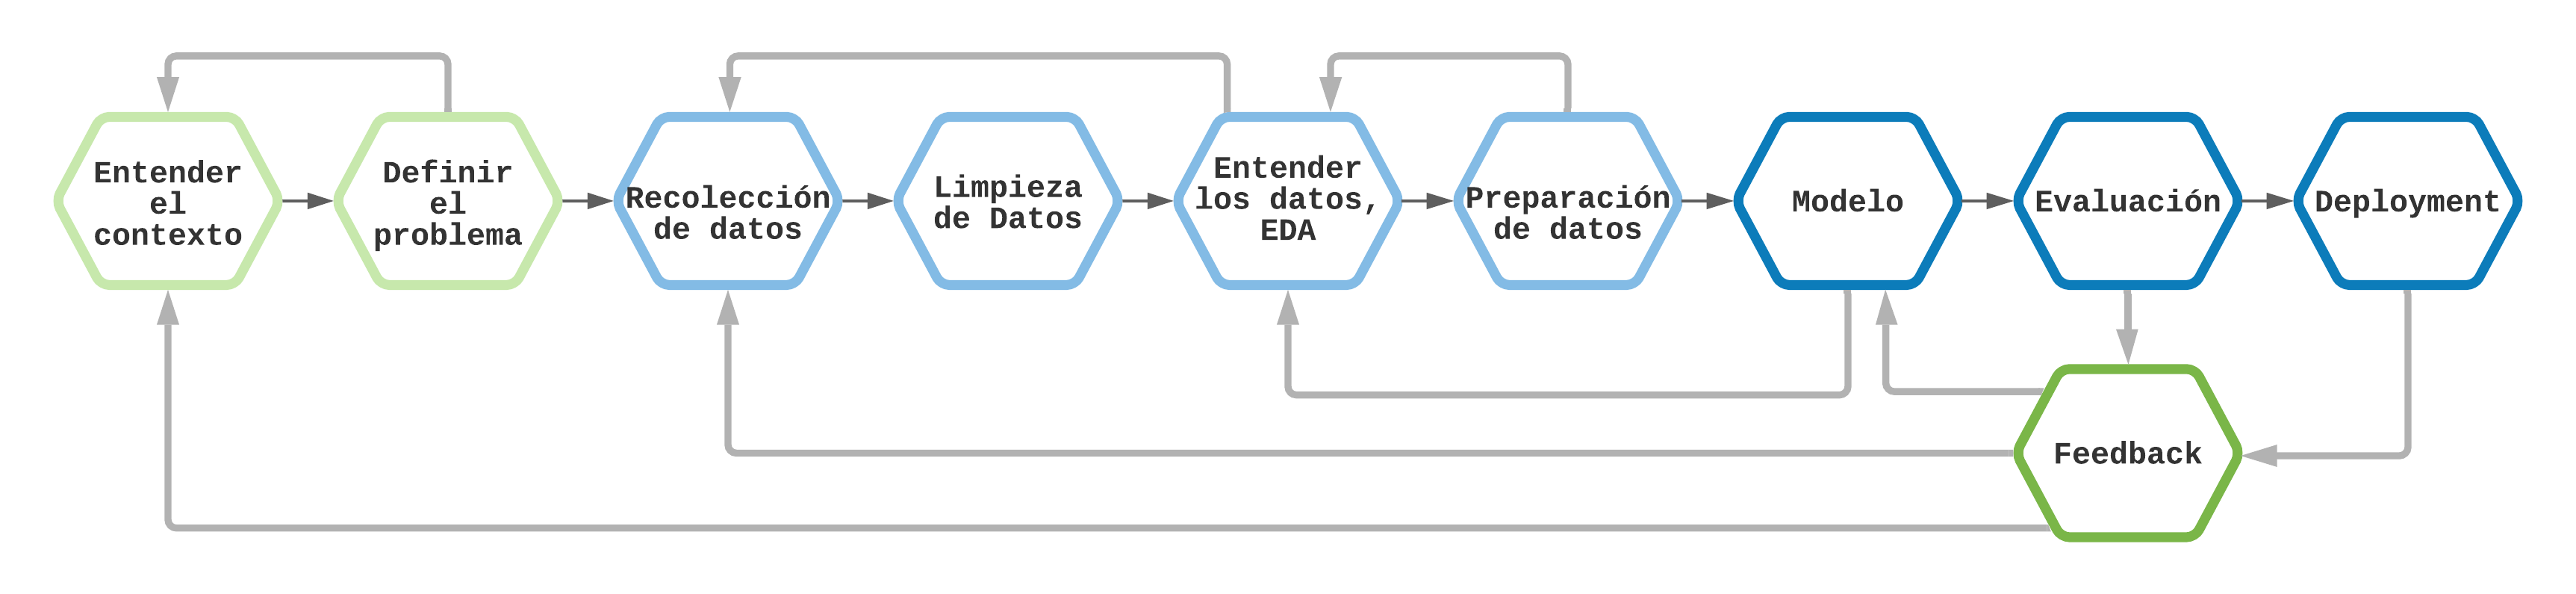 Entender
el
contexto
Definir
el
problema
Recolección
de datos
Limpieza
de Datos
Entender
los datos,
EDA
Preparación
de datos
Modelo
Evaluación
Deployment
Feedback